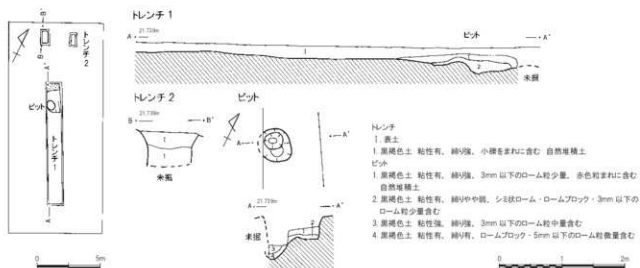 トレンチ 1
A
21.739m
ピット
A'
1
2
未掘
トレンチ 2
B
21.739m
B'
1
1
未掘
ピット
A
A'
21.739m
A
A'
未掘
2
B'
B
トレンチ 2
A'
ピット
トレンチ 1
A
トレンチ
Ⅰ. 表土
1. 黒褐色土 粘性有、締り強、小礫をまれに含む 自然堆積土
ピット
1. 黒褐色土 粘性有、締り強、3mm 以下のローム粒少量、赤色粒まれに含む
自然堆積土
2. 黒褐色土 粘性有、締りやや弱、シミ状ローム・ロームブロック・3mm 以下の
ローム粒少量含む
3. 黒褐色土 粘性強、締り強、3mm 以下のローム粒中量含む
4. 黒褐色土 粘性有、締り有、ロームブロック・5mm 以下のローム粒微量含む
0 5m
0 1 2m